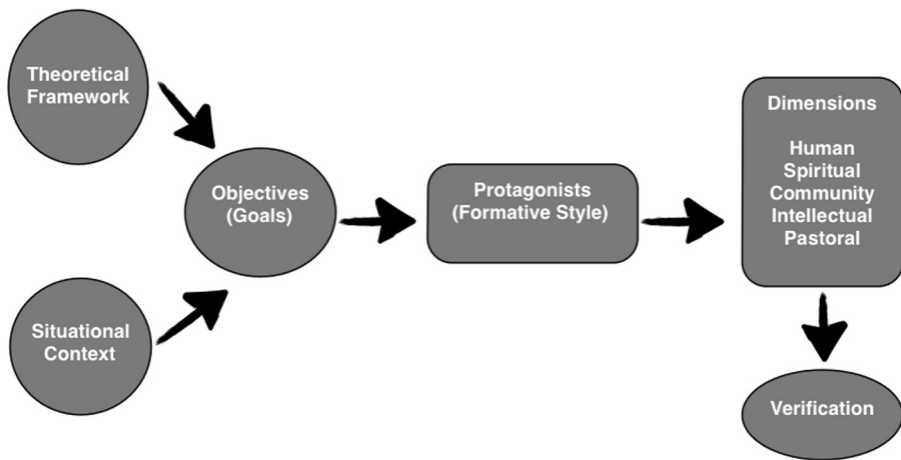 Theoretical
Framework
Objectives
(Goals)
Situational
Context
Protagonists
(Formative Style)
Dimensions
Human
Spiritual
Community
Intellectual
Pastoral
Verification